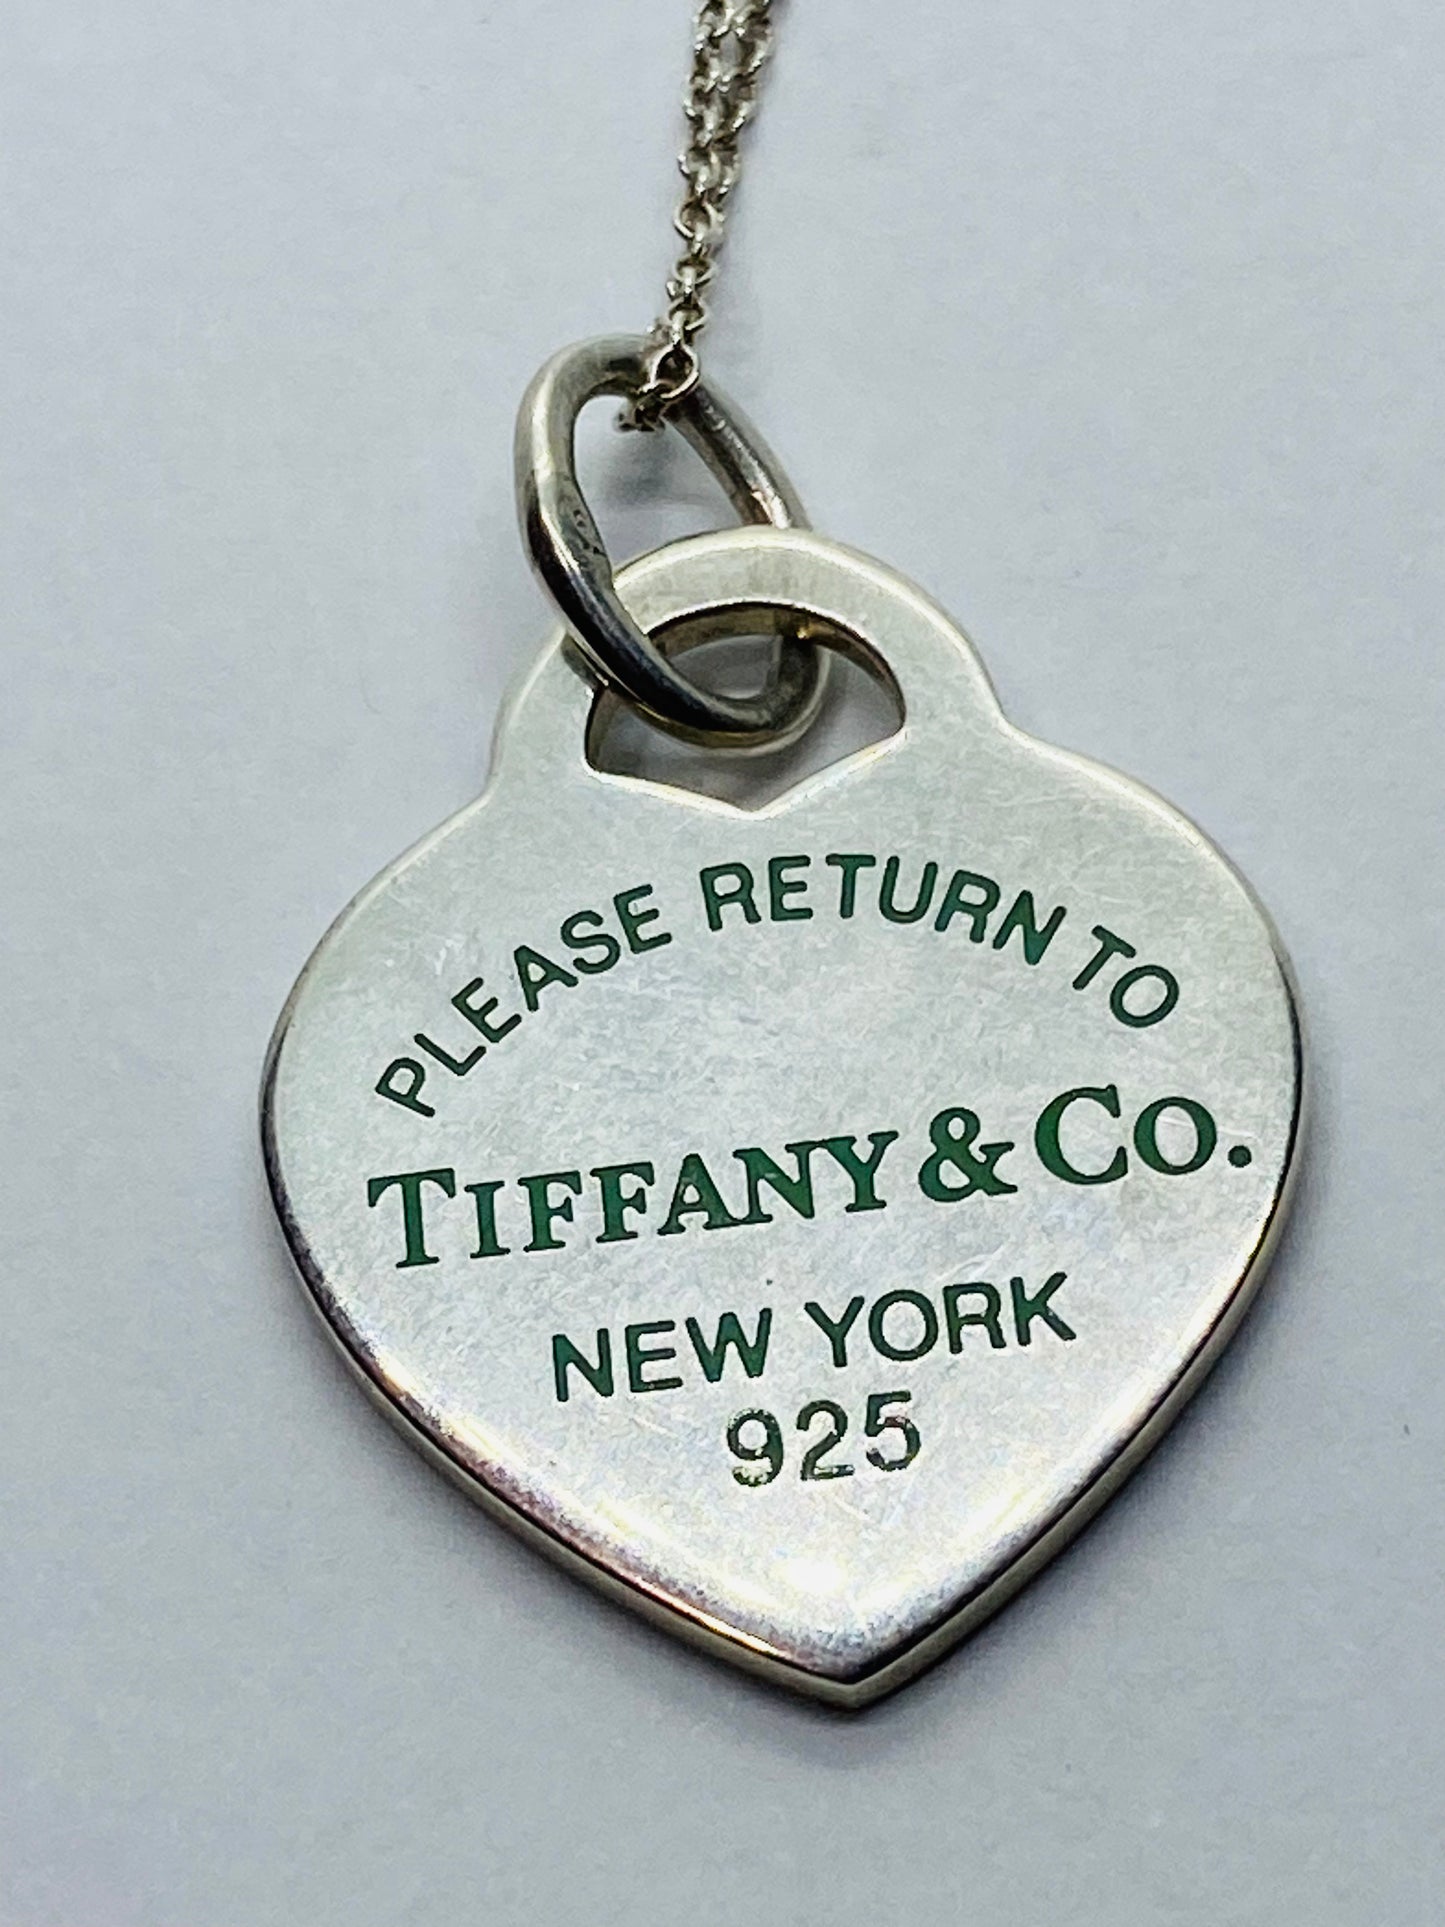 PLEASE RETURN TO
TIFFANY & CO.
NEW YORK
925